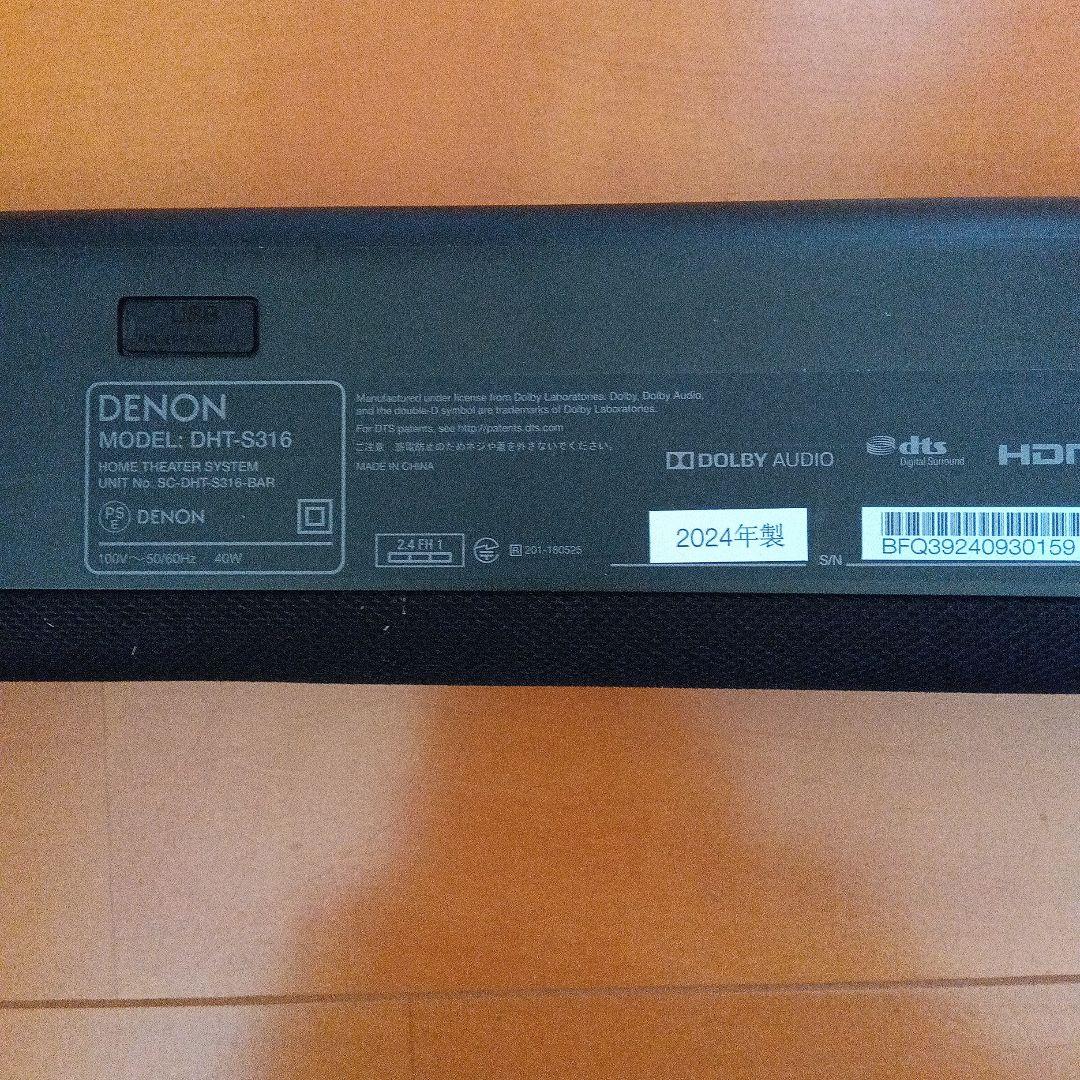 USB
DENON
MODEL: DHT-S316
HOME THEATER SYSTEM
UNIT No. SC-DHT-S316-BAR
PS
E
DENON
100V～50/60Hz 40W
Manufactured under license from Dolby Laboratories. Dolby, Dolby Audio,
and the double-D symbol are trademarks of Dolby Laboratories.
For DTS patents, see http://patents.dts.com
ご注意 感電防止のためネジや蓋を外さないでください。
MADE IN CHINA
2.4 FH 1
R 201-180525
DOLBY AUDIO
dts
Digital Surround
HDM
2024年製
S/N
BFQ39240930159